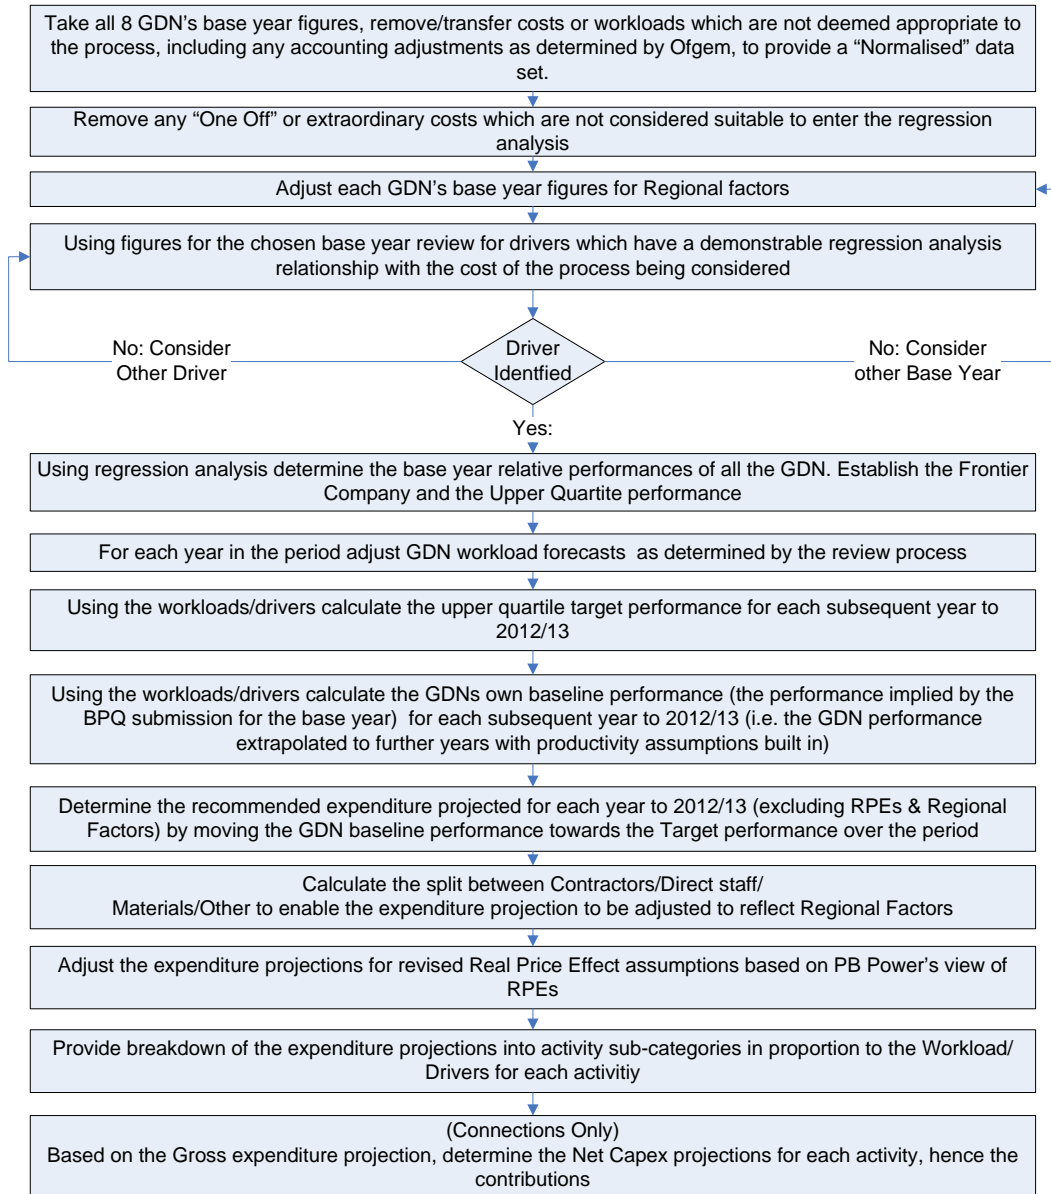 Take all 8 GDN's base year figures, remove/transfer costs or workloads which are not deemed appropriate to
the process, including any accounting adjustments as determined by Ofgem, to provide a “Normalised” data
set.
Remove any “One Off” or extraordinary costs which are not considered suitable to enter the regression
analysis
Adjust each GDN's base year figures for Regional factors
Using figures for the chosen base year review for drivers which have a demonstrable regression analysis
relationship with the cost of the process being considered
No: Consider
Other Driver
Driver
Identfied
No: Consider
other Base Year
Yes:
Using regression analysis determine the base year relative performances of all the GDN. Establish the Frontier
Company and the Upper Quartite performance
For each year in the period adjust GDN workload forecasts as determined by the review process
Using the workloads/drivers calculate the upper quartile target performance for each subsequent year to
2012/13
Using the workloads/drivers calculate the GDNs own baseline performance (the performance implied by the
BPQ submission for the base year) for each subsequent year to 2012/13 (i.e. the GDN performance
extrapolated to further years with productivity assumptions built in)
Determine the recommended expenditure projected for each year to 2012/13 (excluding RPEs & Regional
Factors) by moving the GDN baseline performance towards the Target performance over the period
Calculate the split between Contractors/Direct staff/
Materials/Other to enable the expenditure projection to be adjusted to reflect Regional Factors
Adjust the expenditure projections for revised Real Price Effect assumptions based on PB Power's view of
RPEs
Provide breakdown of the expenditure projections into activity sub-categories in proportion to the Workload/
Drivers for each activitiy
(Connections Only)
Based on the Gross expenditure projection, determine the Net Capex projections for each activity, hence the
contributions